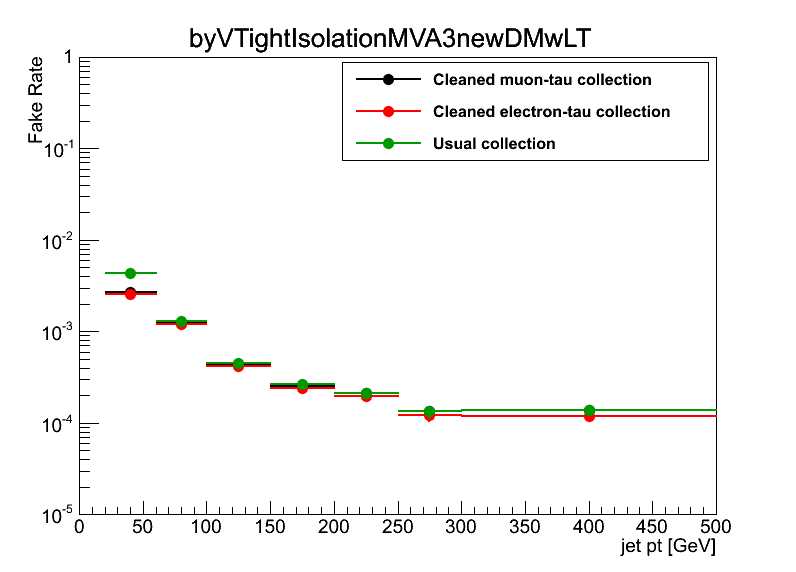 byVTightIsolationMVA3newDMwLT
Fake Rate
Cleaned muon-tau collection
Cleaned electron-tau collection
Usual collection
1
10^-1
10^-2
10^-3
10^-4
10^-5
0 50 100 150 200 250 300 350 400 450 500
jet pt [GeV]